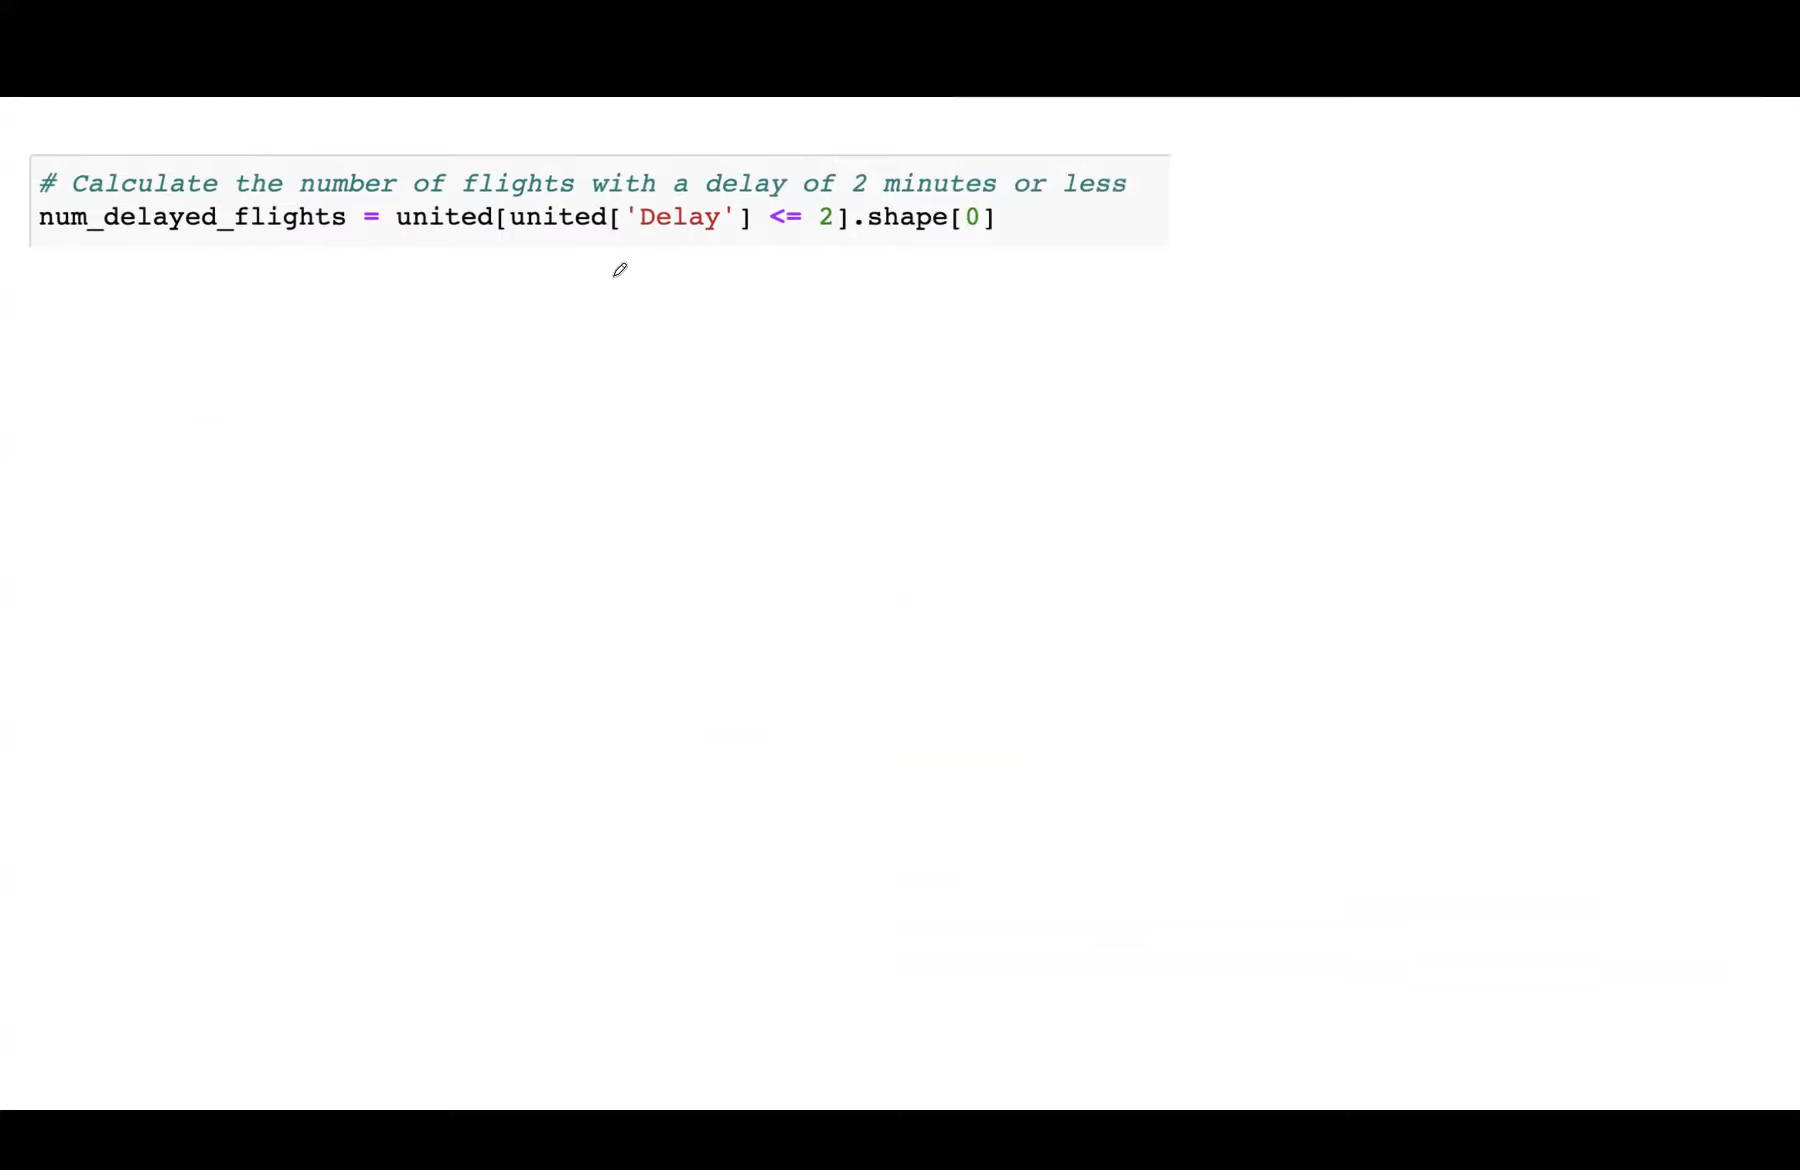 # Calculate the number of flights with a delay of 2 minutes or less
num_delayed_flights = united[united['Delay'] <= 2].shape[0]